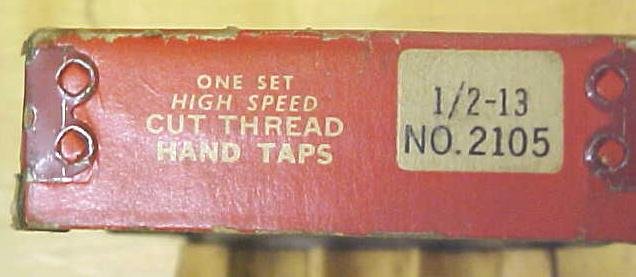 ONE SET
HIGH SPEED
CUT THREAD
HAND TAPS
1/2-13
NO. 2105